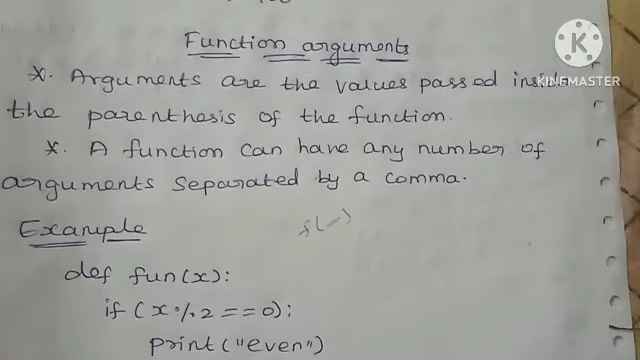 Function arguments
*. Arguments are the values passed inside
the parenthesis of the function.
*. A function can have any number of
arguments separated by a comma.
Example
def fun(x):
if (x%2==0):
print("even")
K
KINEMASTER